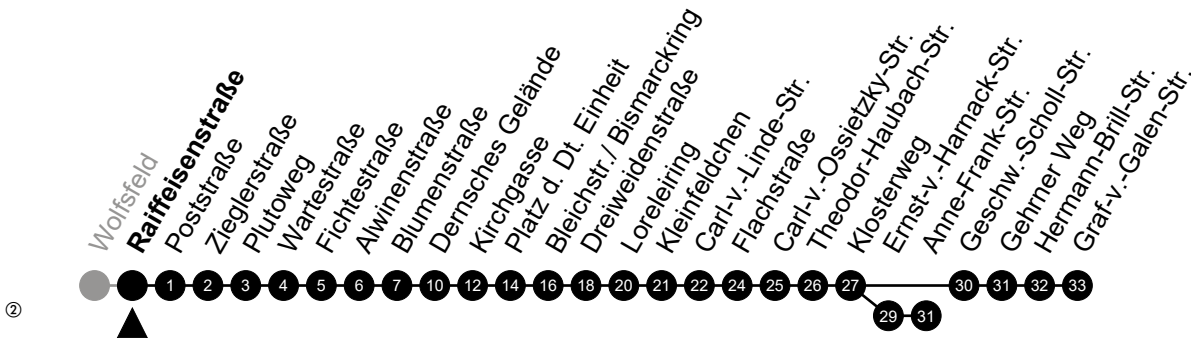 Wolfsfeld
Raiffeisenstraße
Poststraße
Zieglerstraße
Plutoweg
Wartestraße
Fichtestraße
Alwinenstraße
Blumenstraße
Dernsches Gelände
Kirchgasse
Platz d. Dt. Einheit
Bleichstr./ Bismarckring
Dreiweidenstraße
Loreleiring
Kleinfeldchen
Carl-v.-Linde-Str.
Flachstraße
Carl-v.-Ossietzky-Str.
Theodor-Haubach-Str.
Klosterweg
Ernst-v.-Harnack-Str.
Anne-Frank-Str.
Geschw.-Scholl-Str.
Gehrner Weg
Hermann-Brill-Str.
Graf-v.-Galen-Str.
1 2 3 4 5 6 7 10 12 14 16 18 20 21 22 24 25 26 27 30 31 32 33
② 29 31